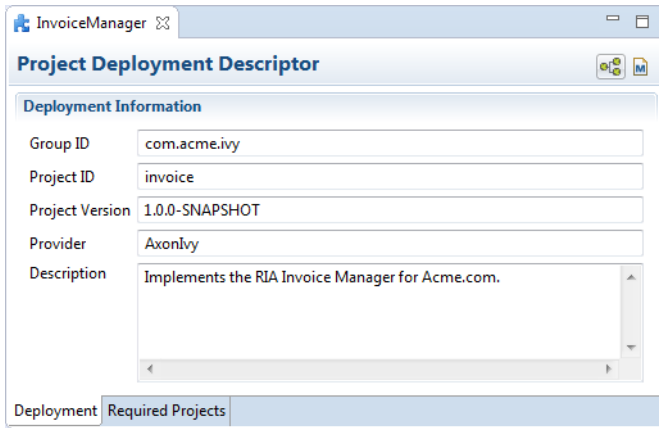 InvoiceManager
Project Deployment Descriptor
M
Deployment Information
Group ID com.acme.ivy
Project ID invoice
Project Version 1.0.0-SNAPSHOT
Provider AxonIvy
Description Implements the RIA Invoice Manager for Acme.com.
Deployment Required Projects